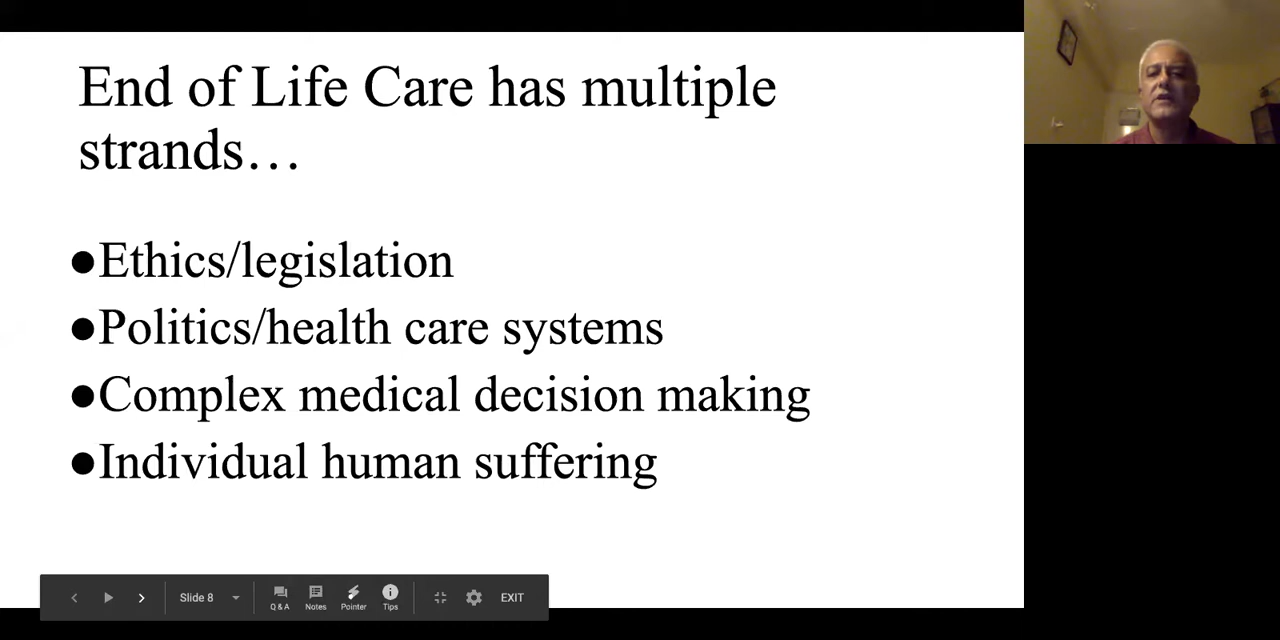 End of Life Care has multiple
strands…
●Ethics/legislation
●Politics/health care systems
●Complex medical decision making
●Individual human suffering
Slide 8
Q & A
Notes
Pointer
Tips
EXIT